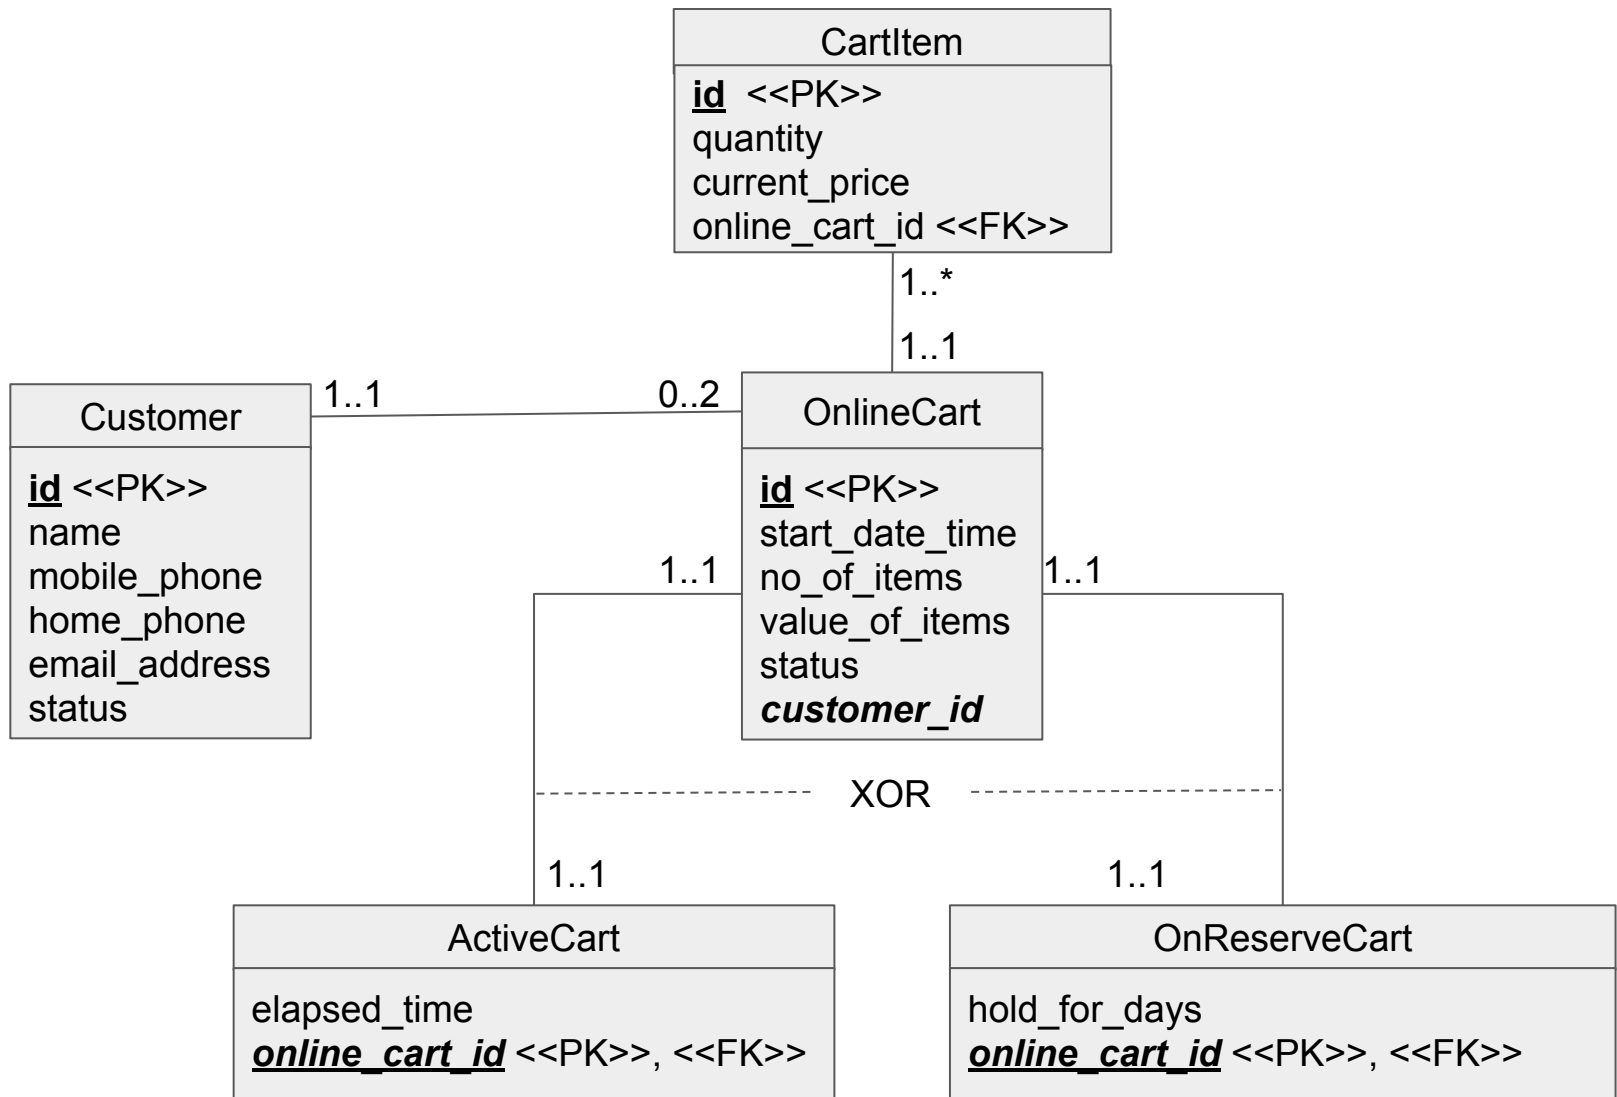 CartItem
id <<PK>>
quantity
current_price
online_cart_id <<FK>>
1..*
1..1
Customer
id <<PK>>
name
mobile_phone
home_phone
email_address
status
1..1
0..2
OnlineCart
id <<PK>>
start_date_time
no_of_items
value_of_items
status
customer_id
1..1
1..1
XOR
1..1
1..1
ActiveCart
elapsed_time
online_cart_id <<PK>>, <<FK>>
OnReserveCart
hold_for_days
online_cart_id <<PK>>, <<FK>>